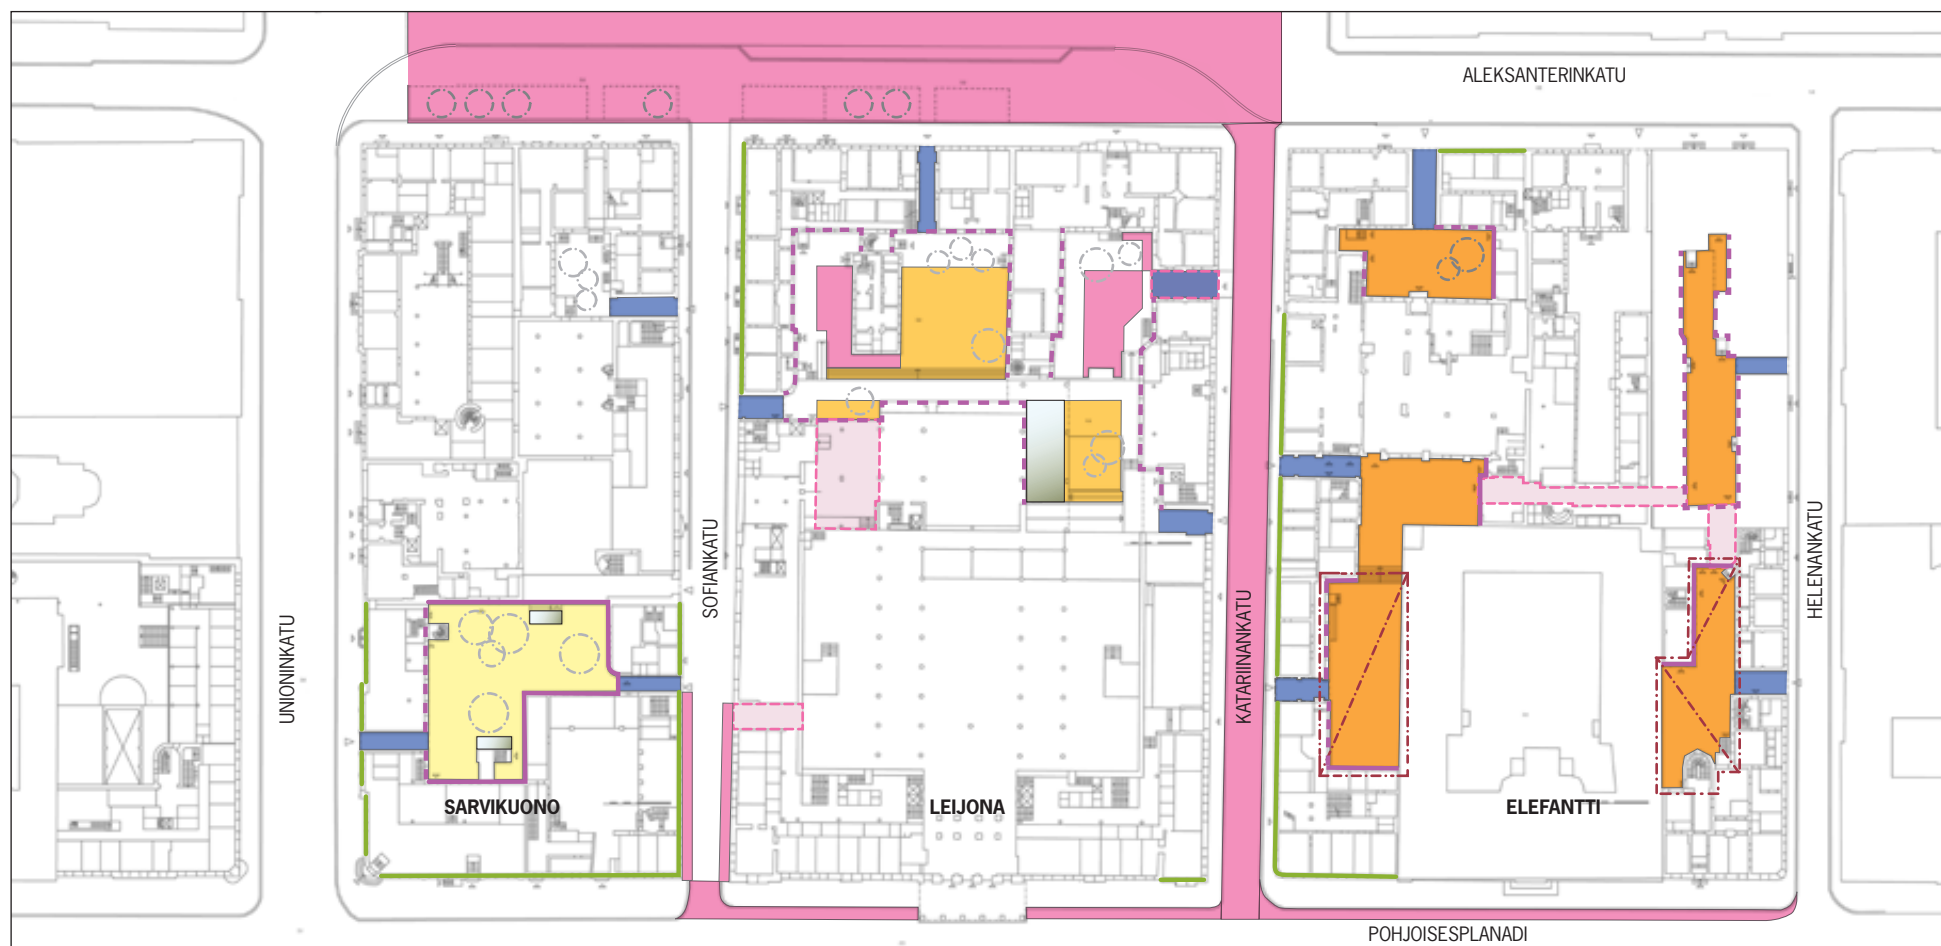 ALEKSANTERINKATU
UNIONINKATU
SOFIANKATU
KATARIINANKATU
HELENANKATU
SARVIKUONO
LEIJONA
ELEFANTTI
POHJOISESPLANADI